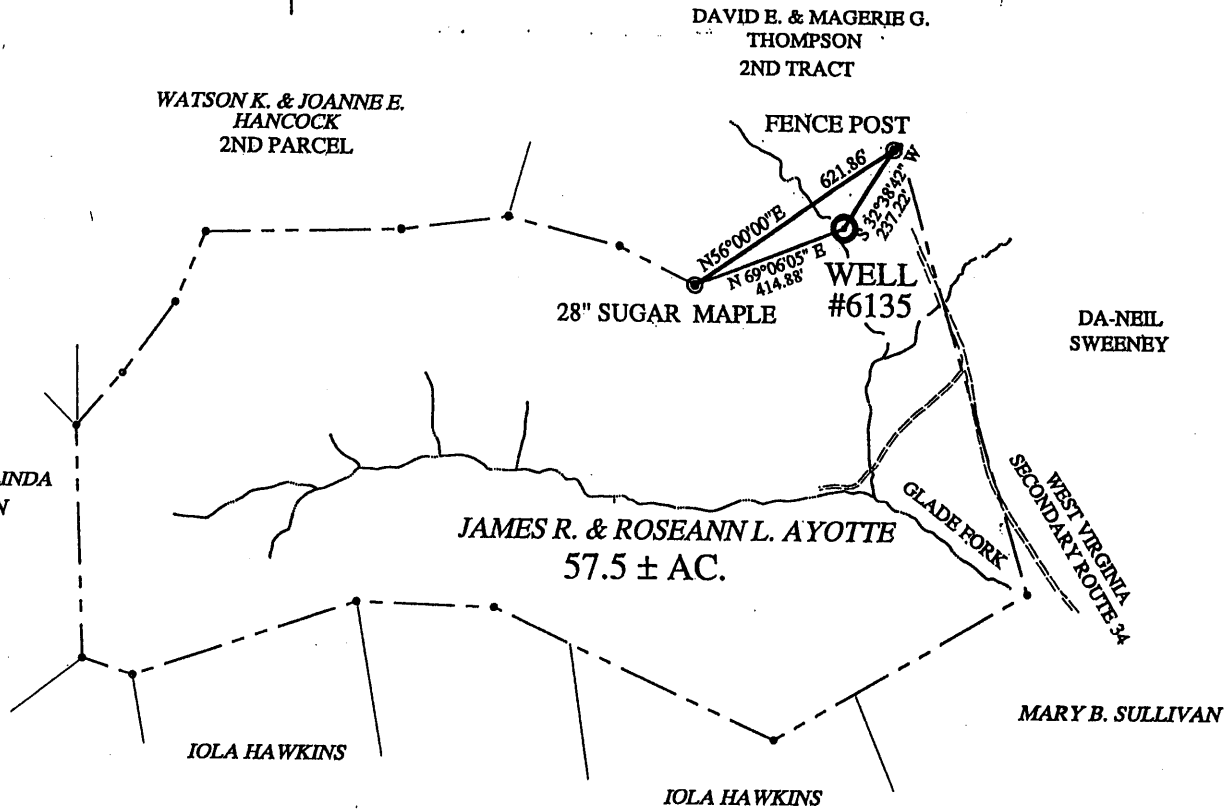 DAVID E. & MAGERIE G.
THOMPSON
2ND TRACT
WATSON K. & JOANNE E.
HANCOCK
2ND PARCEL
FENCE POST
621.86'
N56°00'00"E
S 32°38'42" W
237.22'
N 69°06'05" E
414.88'
WELL
#6135
28" SUGAR MAPLE
DA-NEIL
SWEENEY
INDA
N
GLADE FORK
WEST VIRGINIA
SECONDARY ROUTE 34
JAMES R. & ROSEANN L. AYOTTE
57.5 ± AC.
MARY B. SULLIVAN
IOLA HAWKINS
IOLA HAWKINS